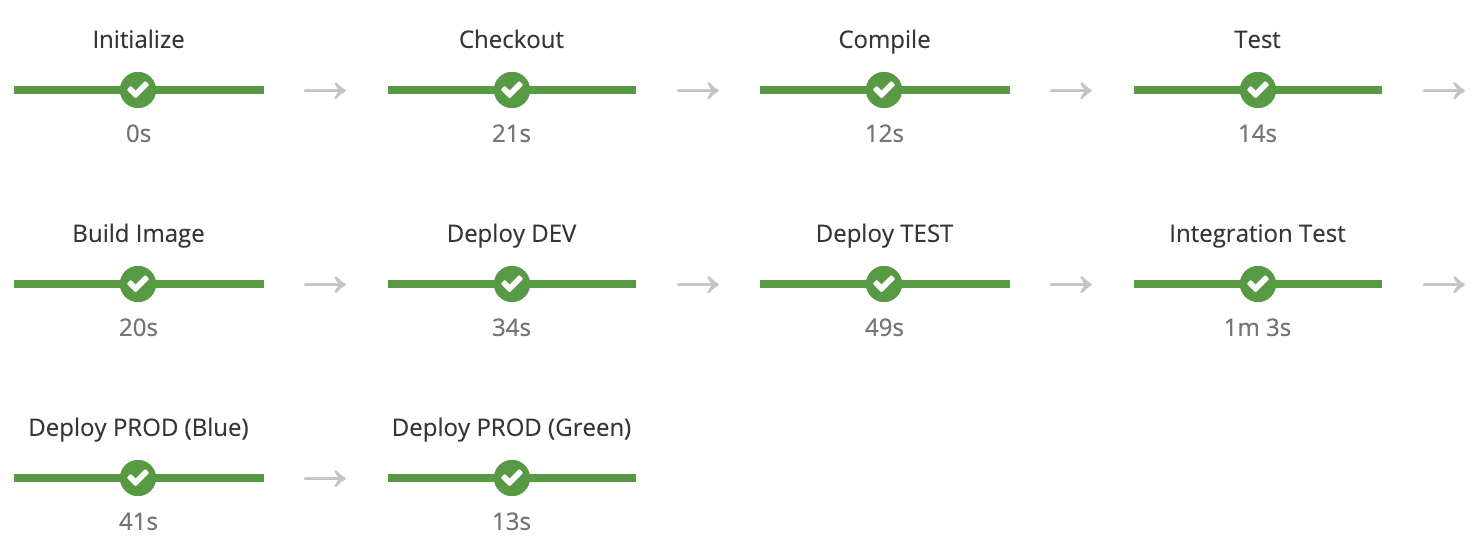 Initialize
Checkout
Compile
Test
0s
21s
12s
14s
Build Image
Deploy DEV
Deploy TEST
Integration Test
20s
34s
49s
1m 3s
Deploy PROD (Blue)
Deploy PROD (Green)
41s
13s